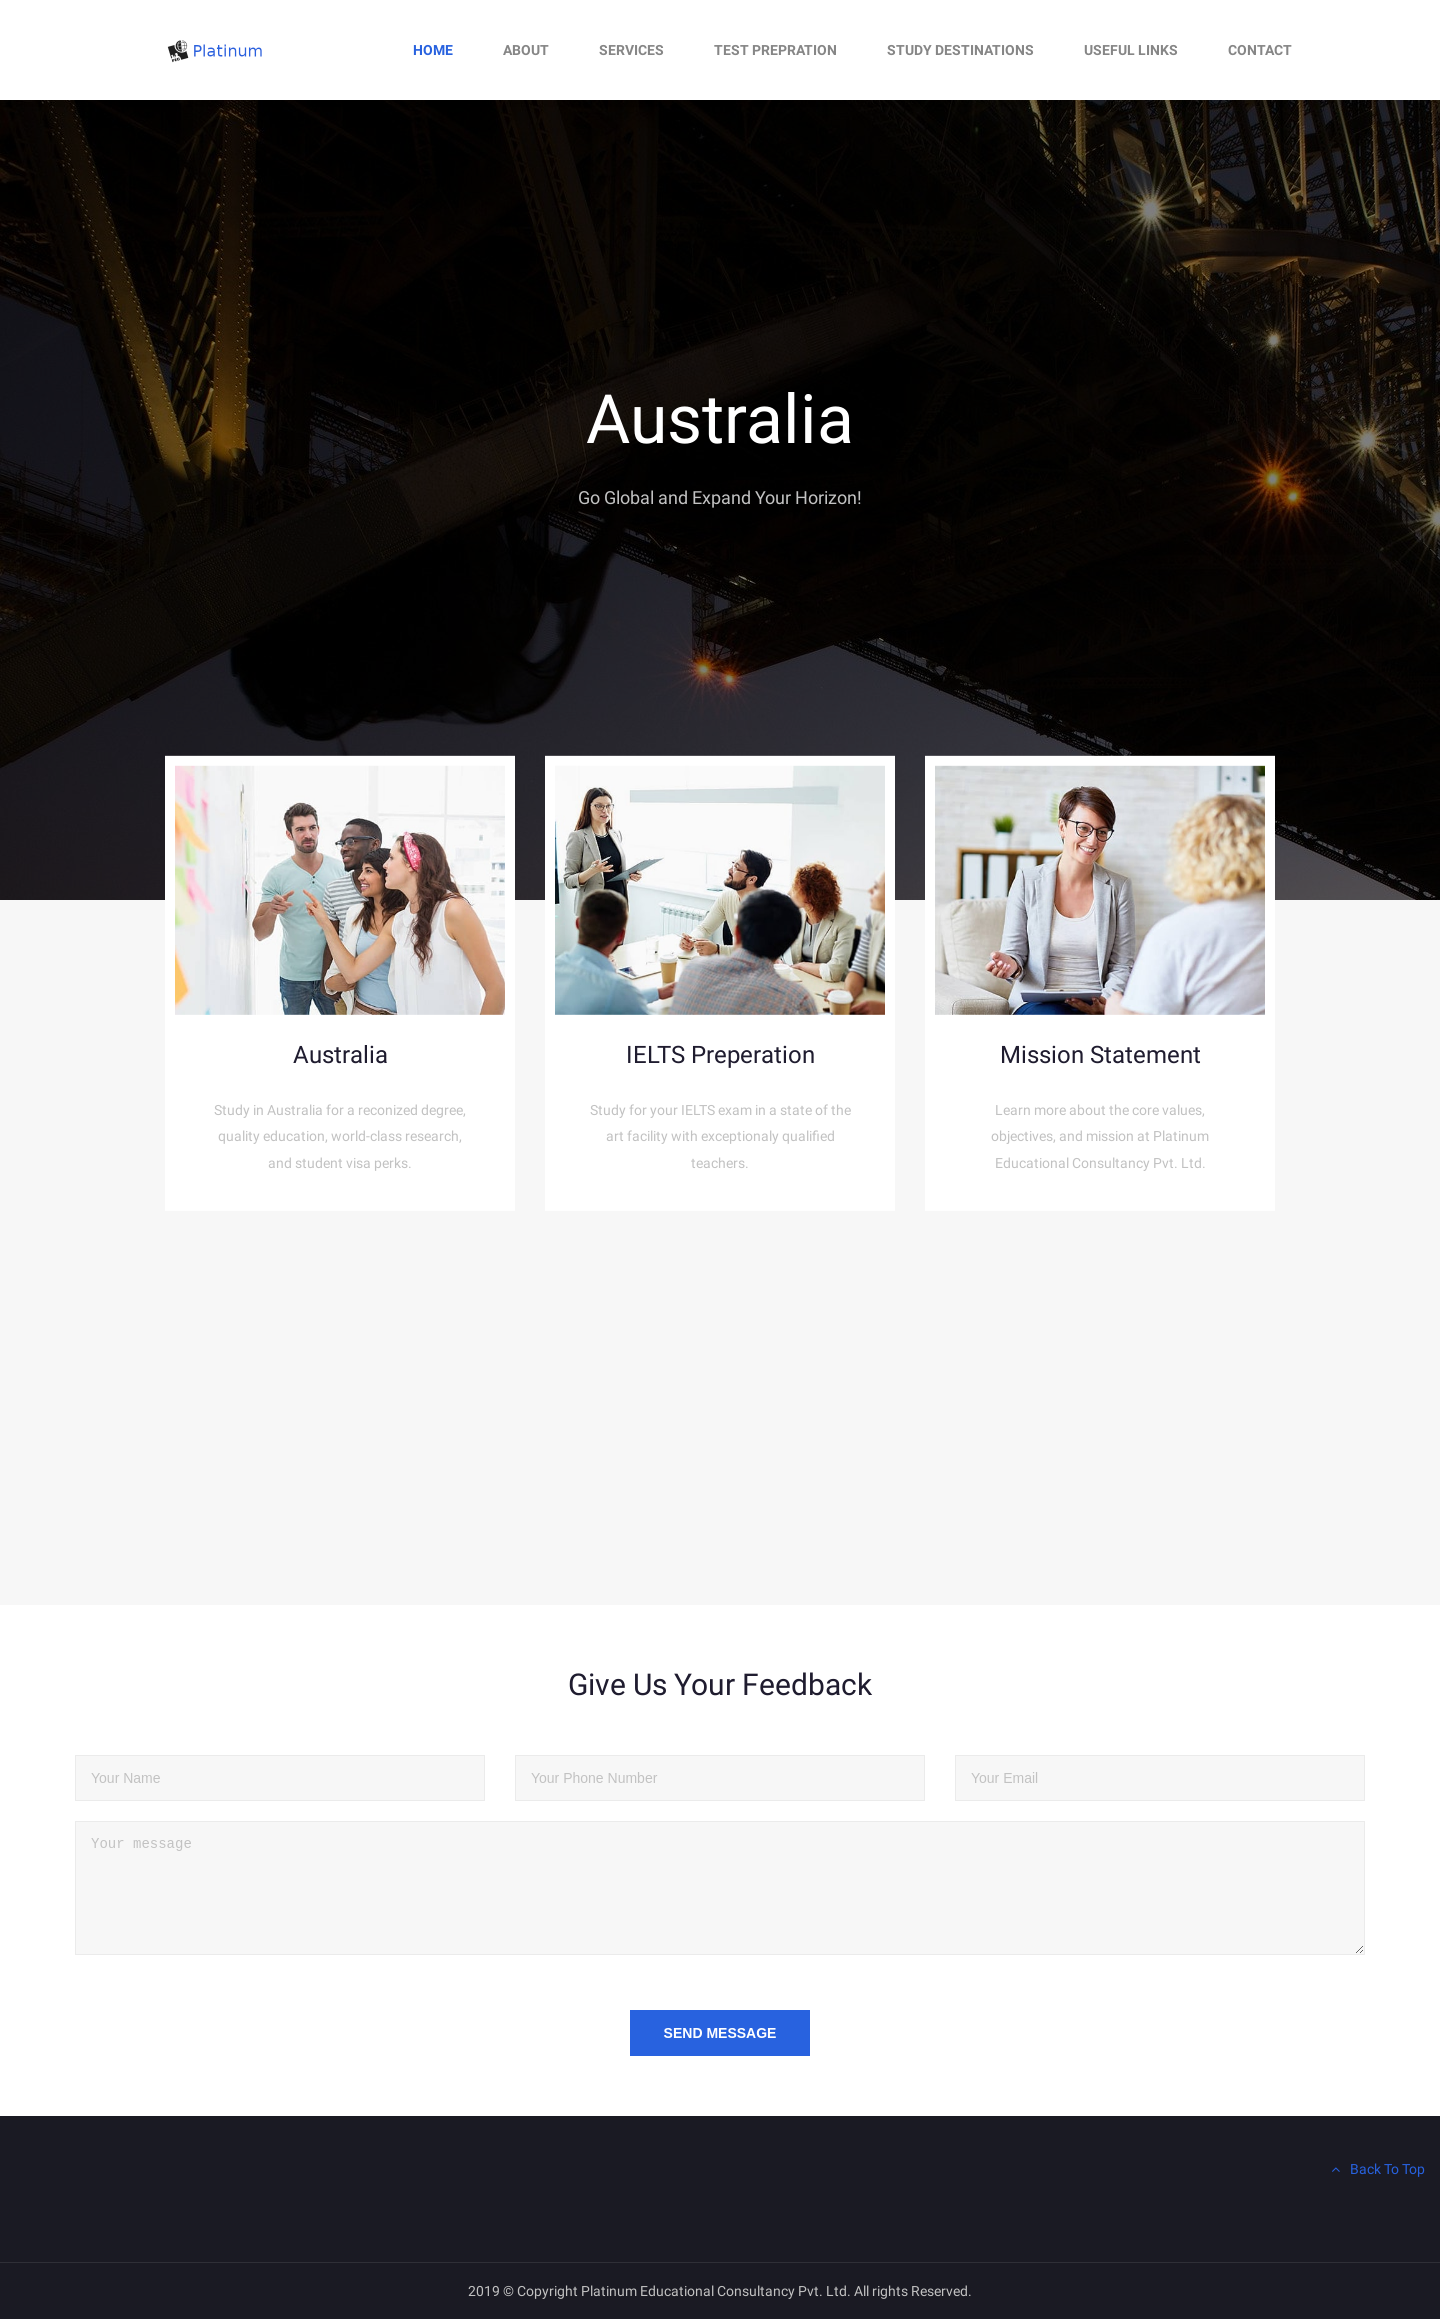 Platinum
HOME
ABOUT
SERVICES
TEST PREPRATION
STUDY DESTINATIONS
USEFUL LINKS
CONTACT
Australia
Go Global and Expand Your Horizon!
Australia
Study in Australia for a reconized degree,
quality education, world-class research,
and student visa perks.
IELTS Preperation
Study for your IELTS exam in a state of the
art facility with exceptionaly qualified
teachers.
Mission Statement
Learn more about the core values,
objectives, and mission at Platinum
Educational Consultancy Pvt. Ltd.
Give Us Your Feedback
Your Name
Your Phone Number
Your Email
Your message
SEND MESSAGE
Back To Top
2019 © Copyright Platinum Educational Consultancy Pvt. Ltd. All rights Reserved.